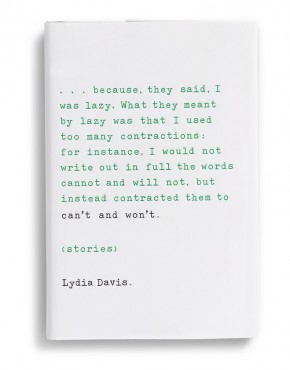 . . . because, they said, I
was lazy. What they meant
by lazy was that I used
too many contractions:
for instance, I would not
write out in full the words
cannot and will not, but
instead contracted them to
can't and won't.
(stories)
Lydia Davis.